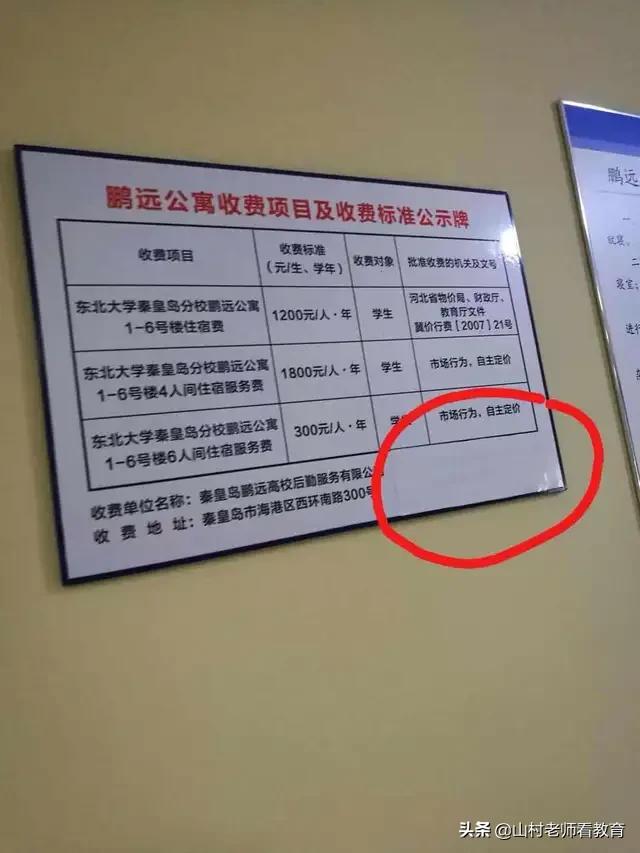 鹏远公寓收费项目及收费标准公示牌
收费项目
收费标准
（元/生、学年）
收费对象
批准收费的机关及文号
东北大学秦皇岛分校鹏远公寓
1-6号楼住宿费
1200元/人·年
学生
河北省物价局、财政厅、
教育厅文件
冀价行费［2007］21号
东北大学秦皇岛分校鹏远公寓
1-6号楼4人间住宿服务费
1800元/人·年
学生
市场行为，自主定价
东北大学秦皇岛分校鹏远公寓
1-6号楼6人间住宿服务费
300元/人·年
学生
市场行为，自主定价
收费单位名称：秦皇岛鹏远高校后勤服务有限公
收 费 地 址：秦皇岛市海港区西环南路300号
鹏远
一
二
寝室；
进行
头条 @山村老师看教育